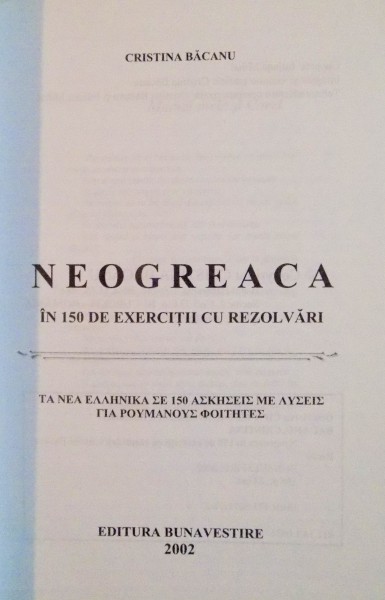 CRISTINA BĂCANU
NEOGREACA
ÎN 150 DE EXERCIȚII CU REZOLVĂRI
ΤΑ ΝΕΑ ΕΛΛΗΝΙΚΑ ΣΕ 150 ΑΣΚΗΣΕΙΣ ΜΕ ΛΥΣΕΙΣ
ΓΙΑ ΡΟΥΜΑΝΟΥΣ ΦΟΙΤΗΤΕΣ
EDITURA BUNAVESTIRE
2002